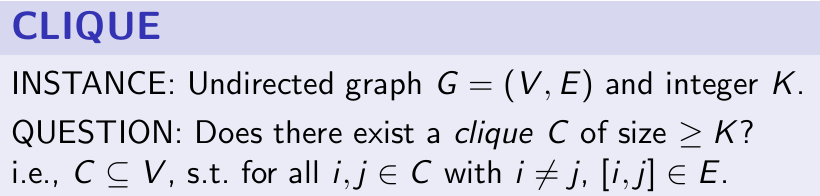 CLIQUE
INSTANCE: Undirected graph G = (V, E) and integer K.
QUESTION: Does there exist a clique C of size ≥ K?
i.e., C ⊆ V, s.t. for all i, j ∈ C with i ≠ j, [i, j] ∈ E.